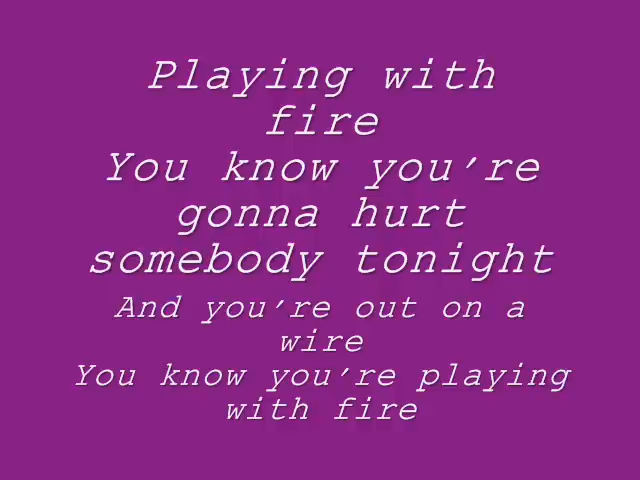 Playing with
fire
You know you're
gonna hurt
somebody tonight
And you're out on a
wire
You know you're playing
with fire